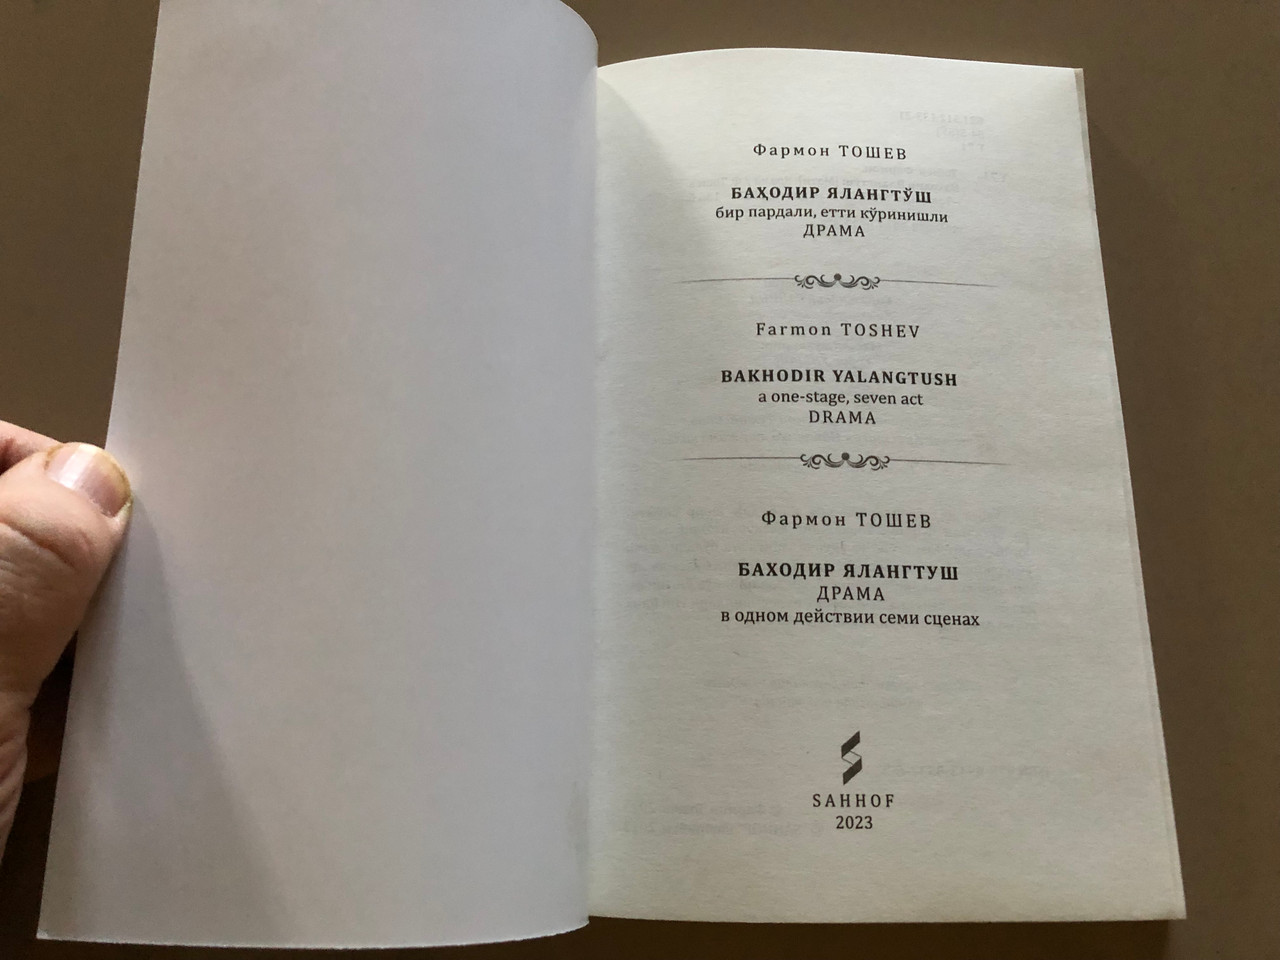 Фармон ТОШЕВ
БАҲОДИР ЯЛАНГТЎШ
бир пардали, етти кўринишли
ДРАМА
Farmon TOSHEV
BAKHODIR YALANGTUSH
a one-stage, seven act
DRAMA
Фармон ТОШЕВ
БАХОДИР ЯЛАНГТУШ
ДРАМА
в одном действии семи сценах
SAHHOF
2023